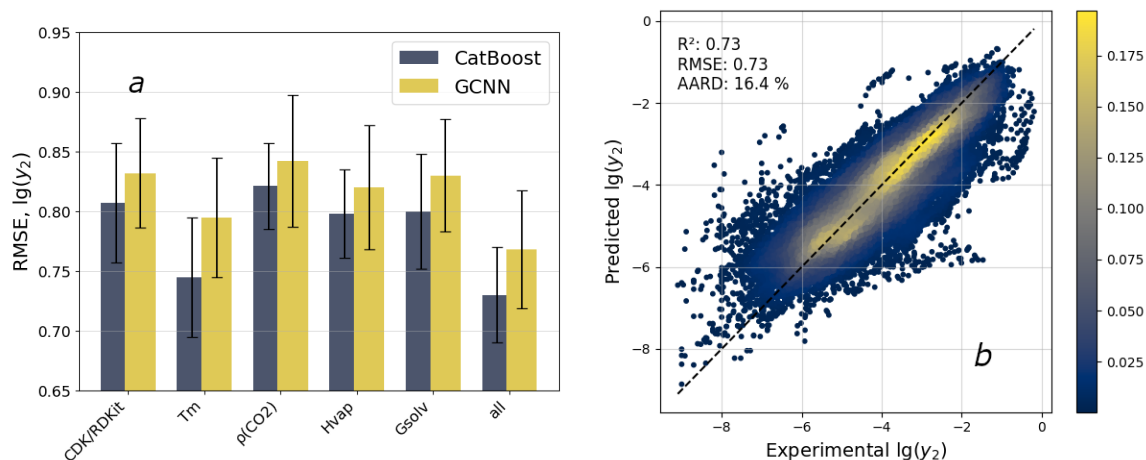 0.95
0.90
0.85
0.80
0.75
0.70
0.65
RMSE, lg(y₂)
a
CatBoost
GCNN
CDK/RDKit
Tm
ρ(CO2)
Hvap
Gsolv
all
R²: 0.73
RMSE: 0.73
AARD: 16.4 %
0
−2
−4
−6
−8
Predicted lg(y₂)
b
−8
−6
−4
−2
0
Experimental lg(y₂)
0.175
0.150
0.125
0.100
0.075
0.050
0.025